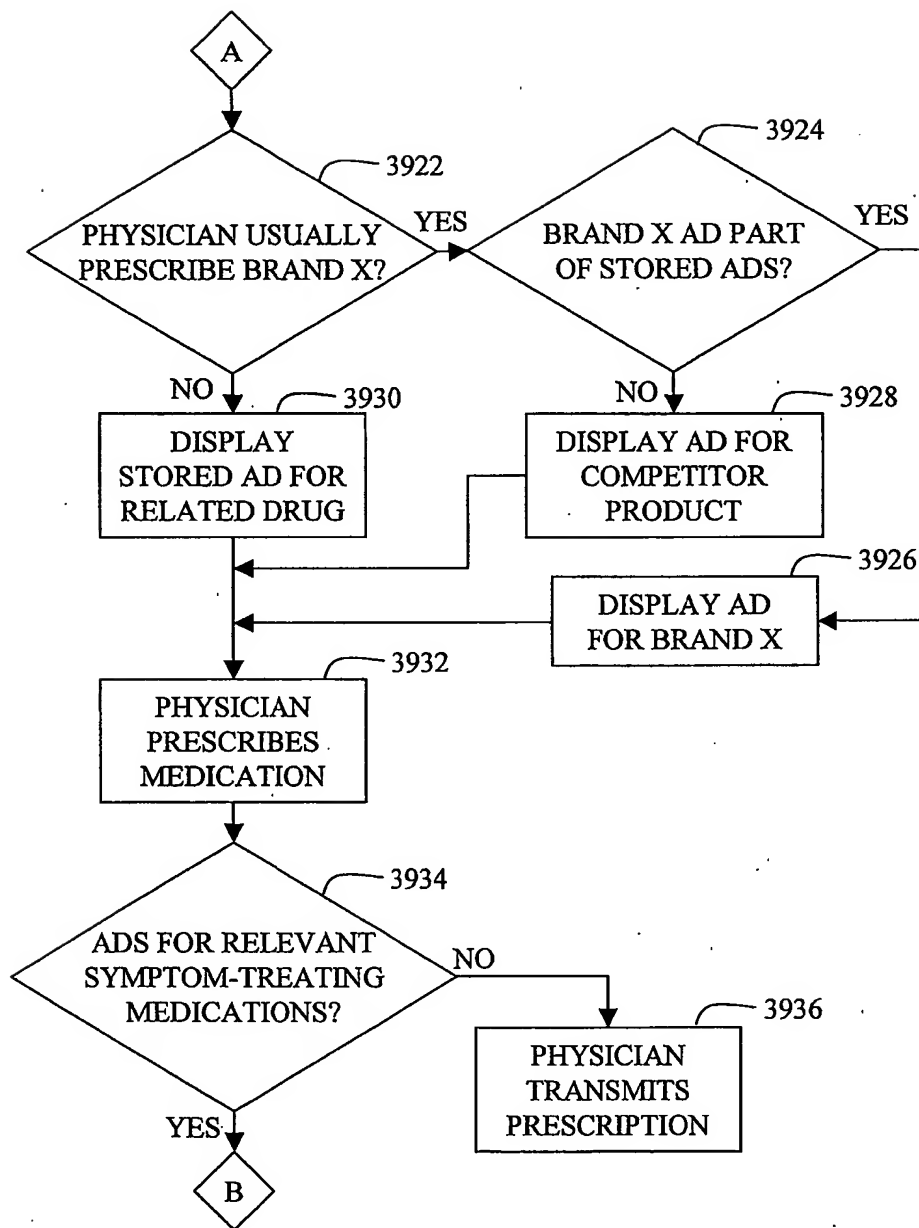 A
3922
PHYSICIAN USUALLY
PRESCRIBE BRAND X?
YES
3924
BRAND X AD PART
OF STORED ADS?
YES
NO
3930
DISPLAY
STORED AD FOR
RELATED DRUG
NO
3928
DISPLAY AD FOR
COMPETITOR
PRODUCT
3926
DISPLAY AD
FOR BRAND X
3932
PHYSICIAN
PRESCRIBES
MEDICATION
3934
ADS FOR RELEVANT
SYMPTOM-TREATING
MEDICATIONS?
NO
3936
PHYSICIAN
TRANSMITS
PRESCRIPTION
YES
B